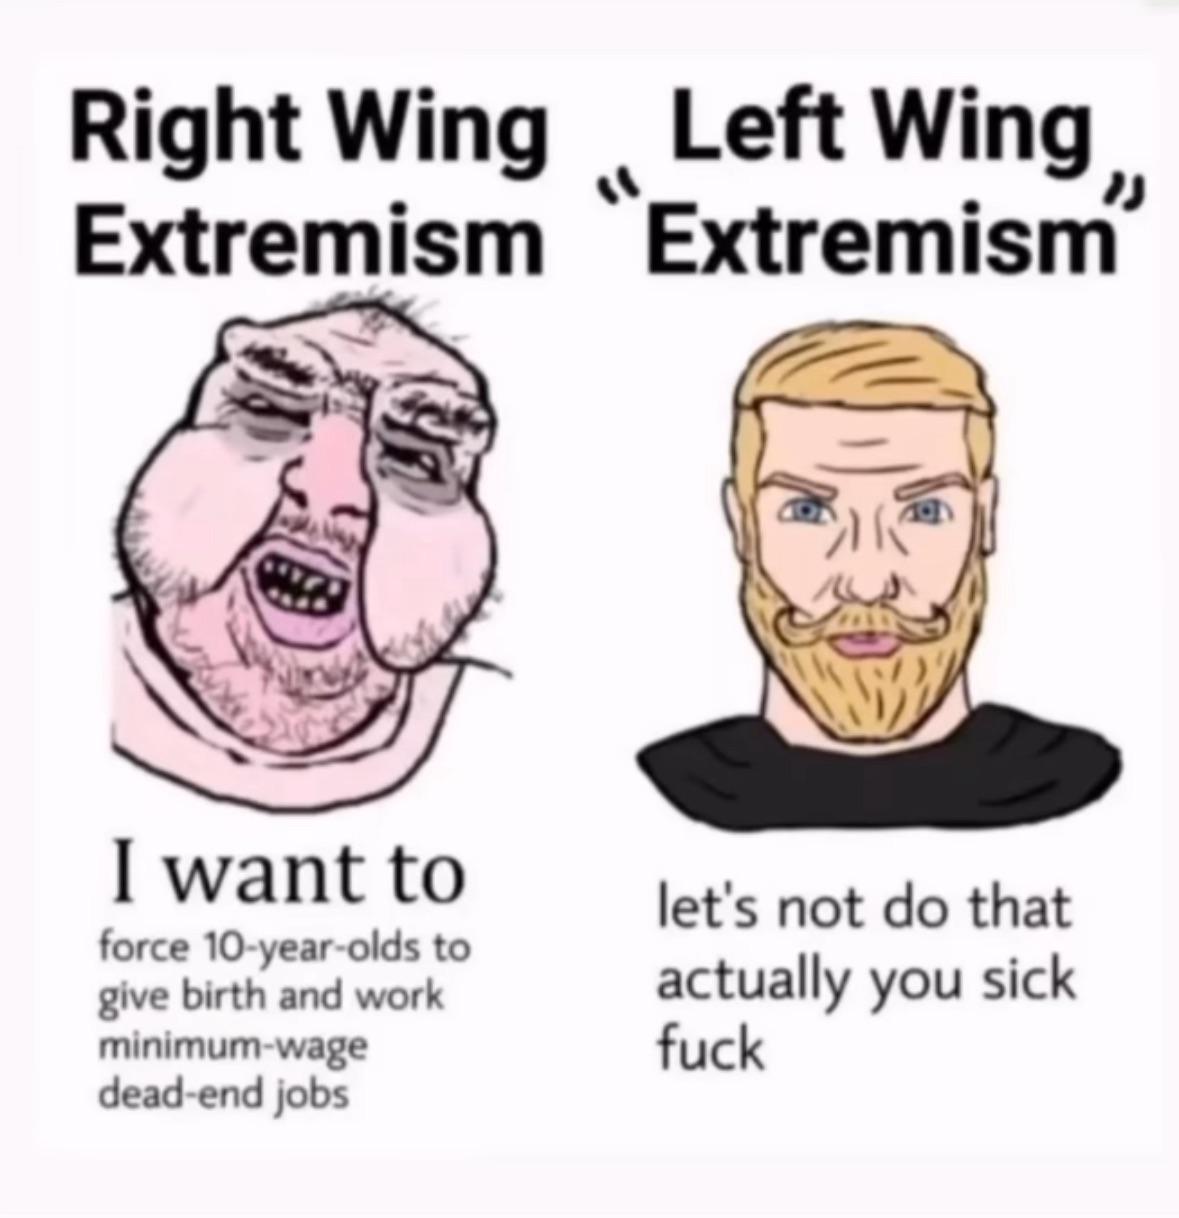 Right Wing
Extremism
Left Wing
“Extremism”
I want to
force 10-year-olds to
give birth and work
minimum-wage
dead-end jobs
let's not do that
actually you sick
fuck